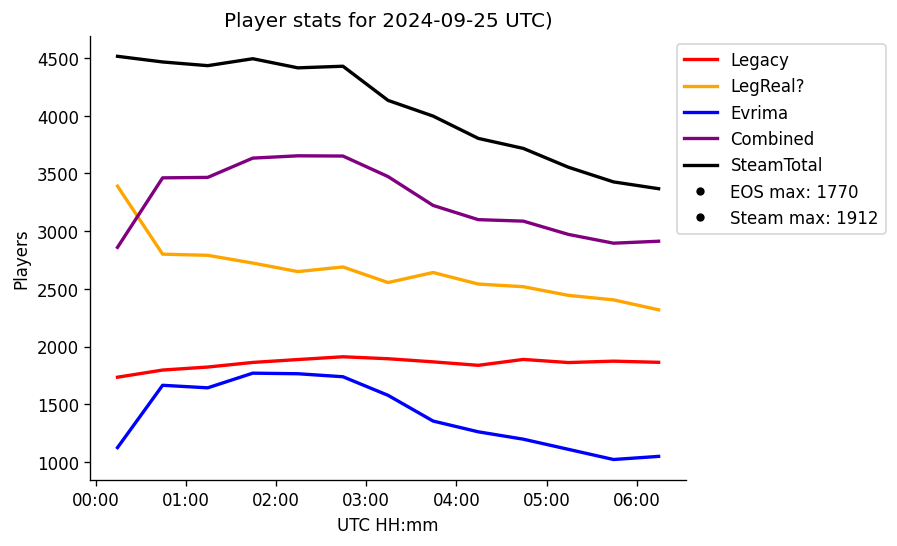 Player stats for 2024-09-25 UTC)
Legacy
LegReal?
Evrima
Combined
SteamTotal
EOS max: 1770
Steam max: 1912
Players
4500
4000
3500
3000
2500
2000
1500
1000
00:00 01:00 02:00 03:00 04:00 05:00 06:00
UTC HH:mm